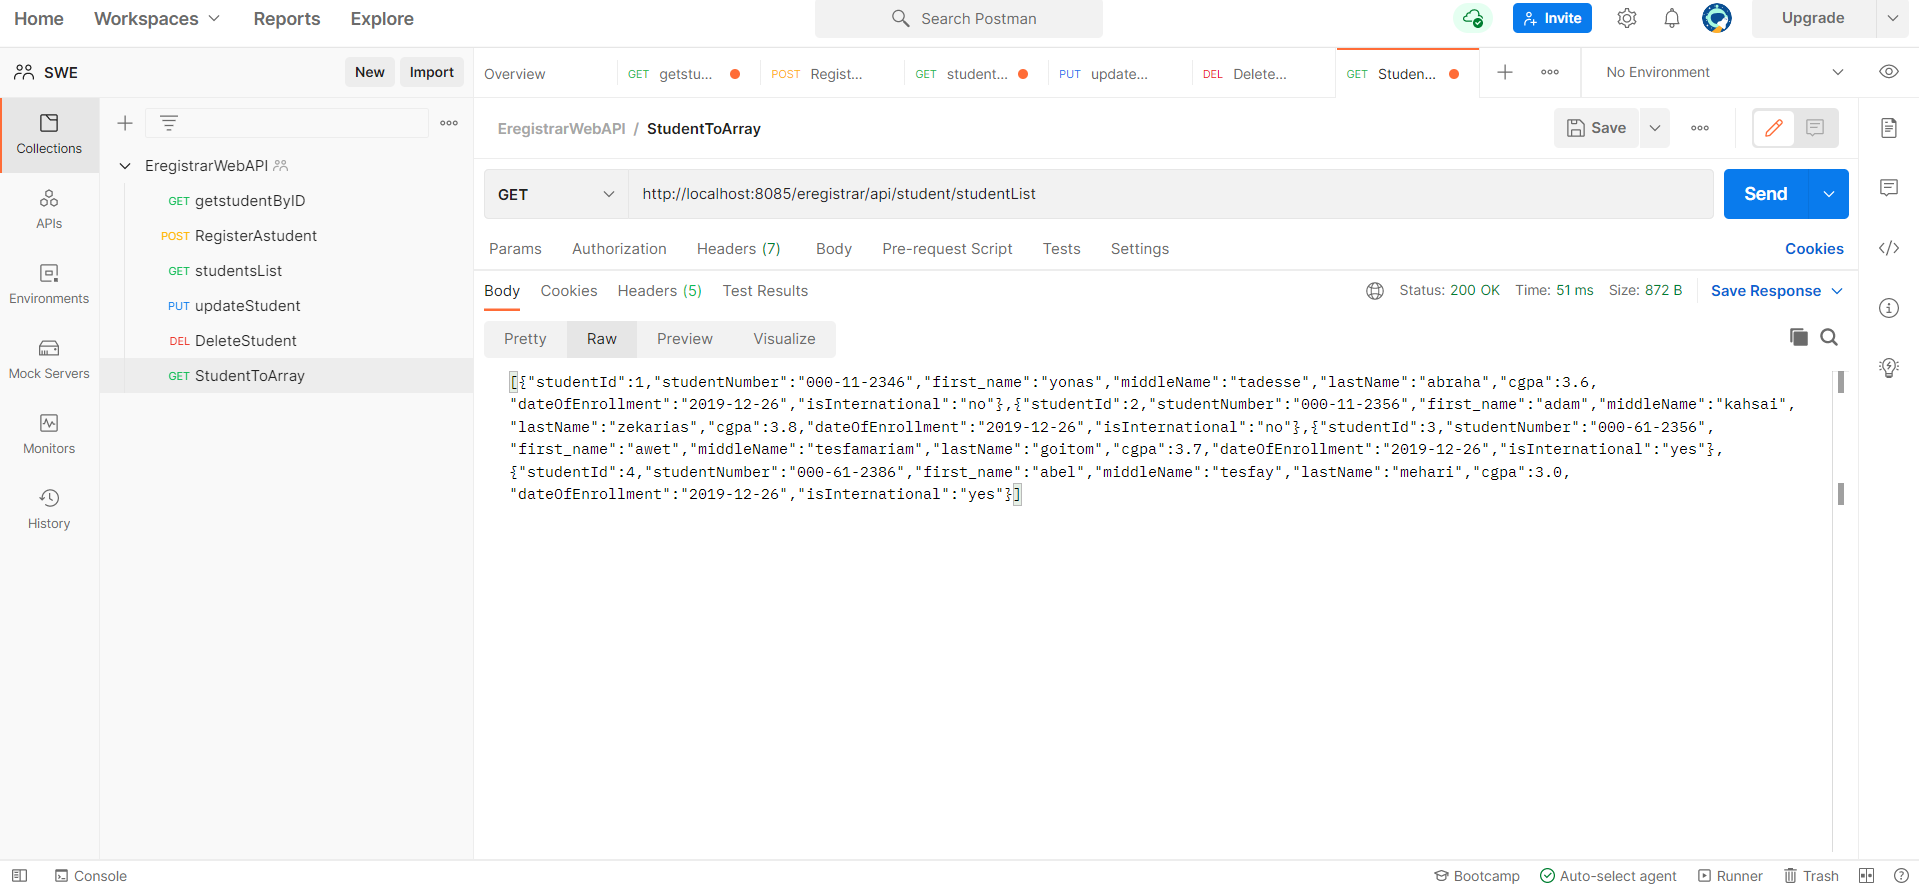 Home Workspaces Reports Explore Search Postman Invite Upgrade
SWE New Import
Overview GET getstu... POST Regist... GET student... PUT update... DEL Delete... GET Studen... No Environment
Collections
APIs
Environments
Mock Servers
Monitors
History
EregistrarWebAPI
GET getstudentByID
POST RegisterAstudent
GET studentsList
PUT updateStudent
DEL DeleteStudent
GET StudentToArray
EregistrarWebAPI / StudentToArray Save
GET http://localhost:8085/eregistrar/api/student/studentList Send
Params Authorization Headers (7) Body Pre-request Script Tests Settings Cookies
Body Cookies Headers (5) Test Results Status: 200 OK Time: 51 ms Size: 872 B Save Response
Pretty Raw Preview Visualize
[{"studentId":1,"studentNumber":"000-11-2346","first_name":"yonas","middleName":"tadesse","lastName":"abraha","cgpa":3.6,
"dateOfEnrollment":"2019-12-26","isInternational":"no"},{"studentId":2,"studentNumber":"000-11-2356","first_name":"adam","middleName":"kahsai",
"lastName":"zekarias","cgpa":3.8,"dateOfEnrollment":"2019-12-26","isInternational":"no"},{"studentId":3,"studentNumber":"000-61-2356",
"first_name":"awet","middleName":"tesfamariam","lastName":"goitom","cgpa":3.7,"dateOfEnrollment":"2019-12-26","isInternational":"yes"},
{"studentId":4,"studentNumber":"000-61-2386","first_name":"abel","middleName":"tesfay","lastName":"mehari","cgpa":3.0,
"dateOfEnrollment":"2019-12-26","isInternational":"yes"}]
Console Bootcamp Auto-select agent Runner Trash